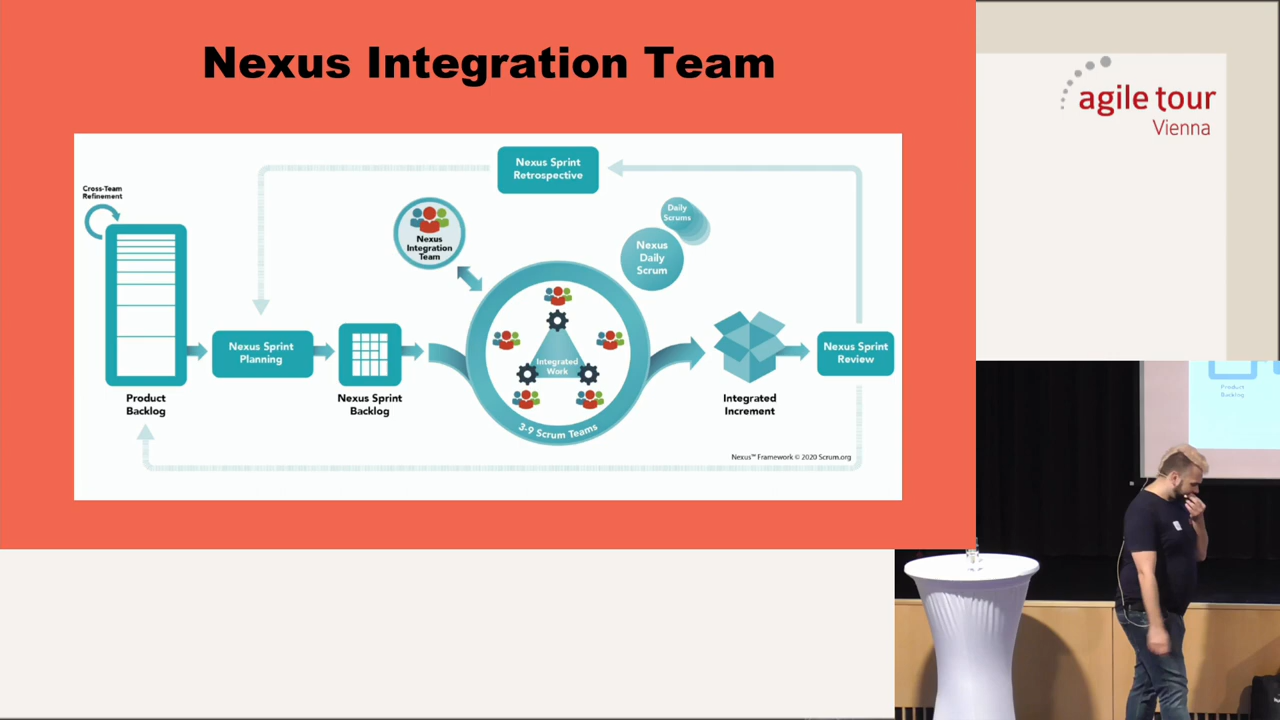 Nexus Integration Team
agile tour
Vienna
Nexus Sprint
Retrospective
Cross-Team
Refinement
Daily
Scrums
Nexus
Integration
Team
Nexus
Daily
Scrum
Nexus Sprint
Planning
Integrated
Work
Nexus Sprint
Review
Product
Backlog
Nexus Sprint
Backlog
3-9 Scrum Teams
Integrated
Increment
Nexus™ Framework © 2020 Scrum.org
Product
Backlog